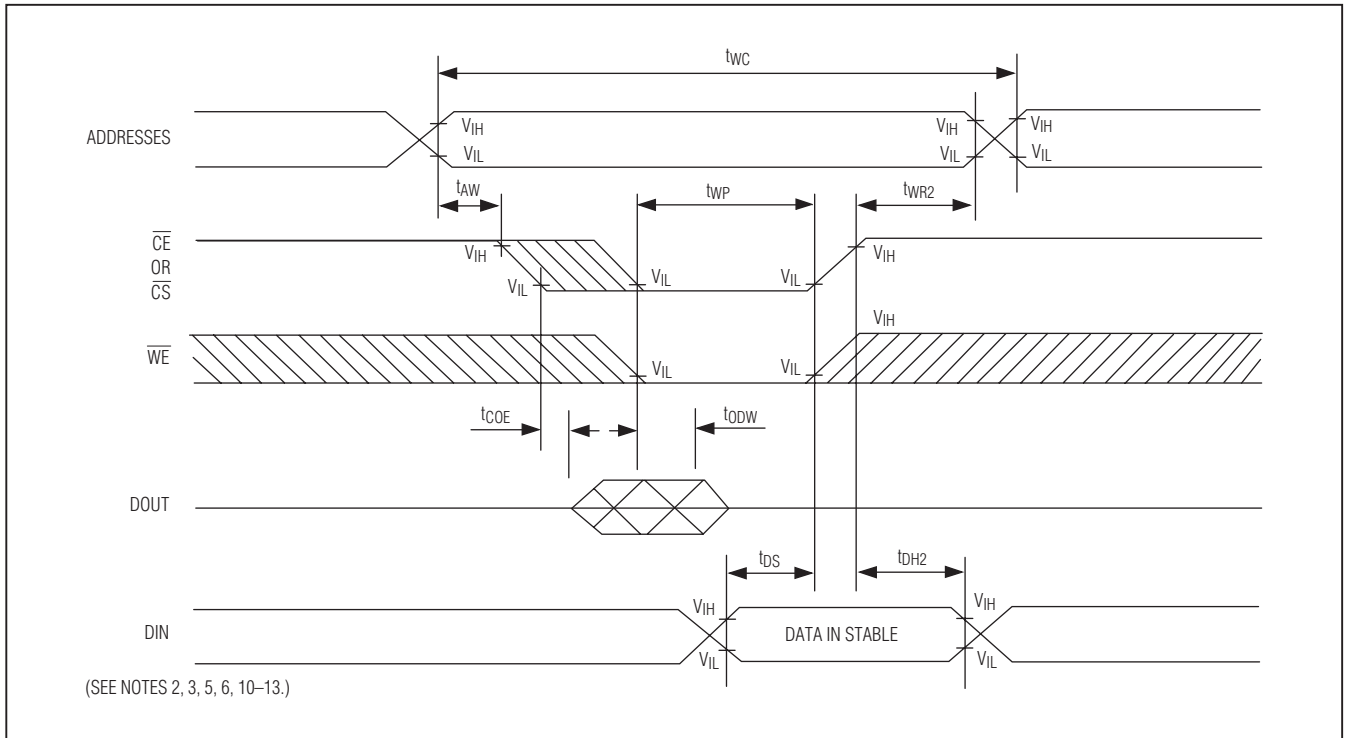 tWC
ADDRESSES
VIH
VIL
VIH
VIL
VIH
VIL
tAW
tWP
tWR2
CE
OR
CS
VIH
VIL
VIL
VIL
VIH
WE
VIL
VIL
VIH
tCOE
tODW
DOUT
tDS
tDH2
DIN
VIH
VIL
DATA IN STABLE
VIH
VIL
(SEE NOTES 2, 3, 5, 6, 10–13.)